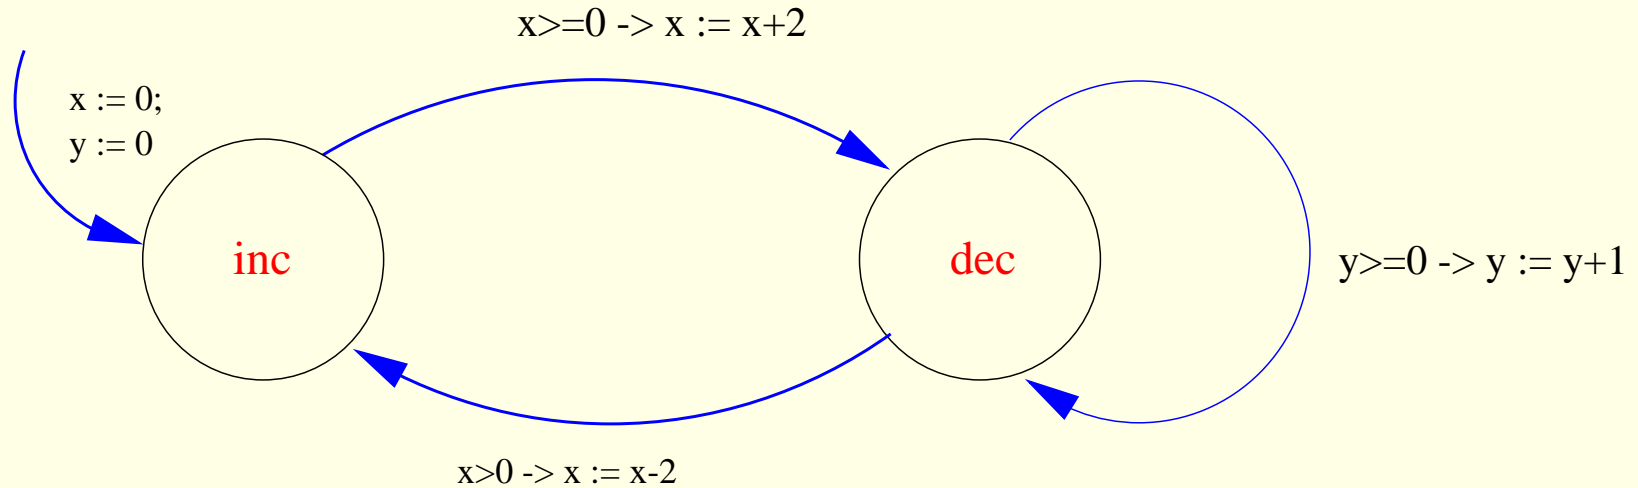 x>=0 -> x := x+2
x := 0;
y := 0
inc
dec
y>=0 -> y := y+1
x>0 -> x := x-2